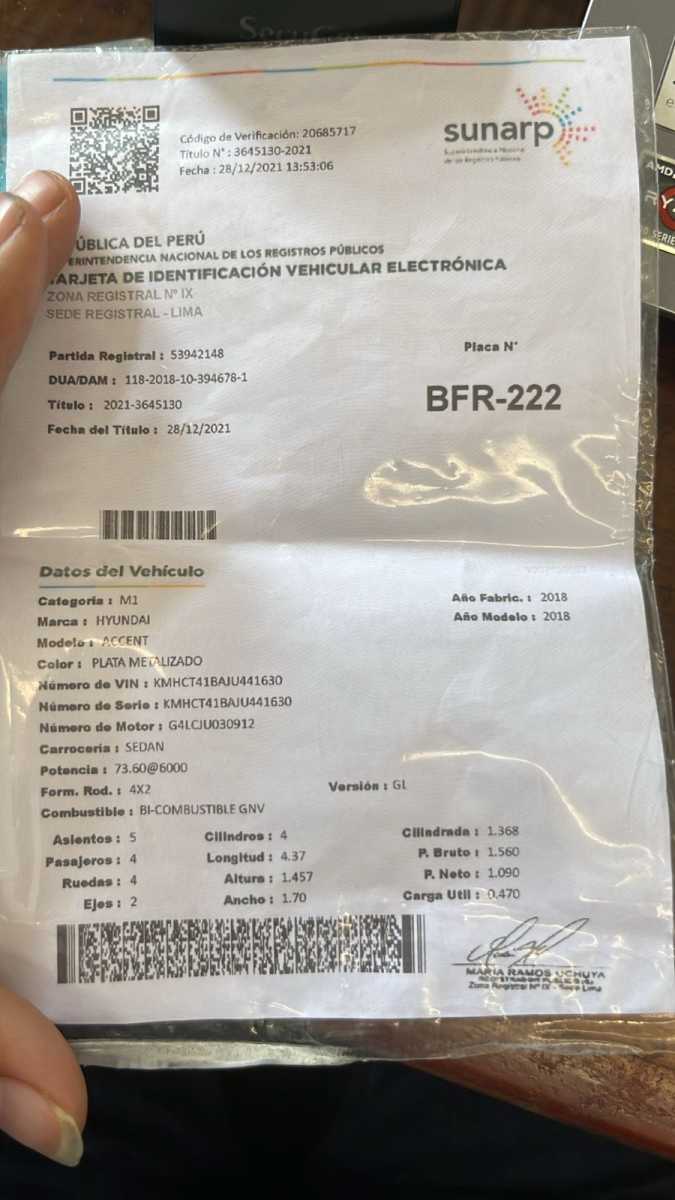 Código de Verificación: 20685717
Título N° : 3645130-2021
Fecha : 28/12/2021 13:53:06
sunarp
ÚBLICA DEL PERÚ
ERINTENDENCIA NACIONAL DE LOS REGISTROS PÚBLICOS
TARJETA DE IDENTIFICACIÓN VEHICULAR ELECTRÓNICA
ZONA REGISTRAL N° IX
SEDE REGISTRAL - LIMA
Partida Registral : 53942148
DUA/DAM : 118-2018-10-394678-1
Título : 2021-3645130
Fecha del Título : 28/12/2021
Placa N°
BFR-222
Datos del Vehículo
Categoría : M1
Marca : HYUNDAI
Modelo : ACCENT
Color : PLATA METALIZADO
Número de VIN : KMHCT41BAJU441630
Número de Serie : KMHCT41BAJU441630
Número de Motor : G4LCJU030912
Carrocería : SEDAN
Potencia : 73.60@6000
Form. Rod. : 4X2
Combustible : BI-COMBUSTIBLE GNV
Año Fabric. : 2018
Año Modelo : 2018
Versión : GL
Asientos : 5
Pasajeros : 4
Ruedas : 4
Ejes : 2
Cilindros : 4
Longitud : 4.37
Altura : 1.457
Ancho : 1.70
Cilindrada : 1.368
P. Bruto : 1.560
P. Neto : 1.090
Carga Util : 0.470
MARIA RAMOS UCHUYA
Zona Registral N° IX - Sede Lima
AMD